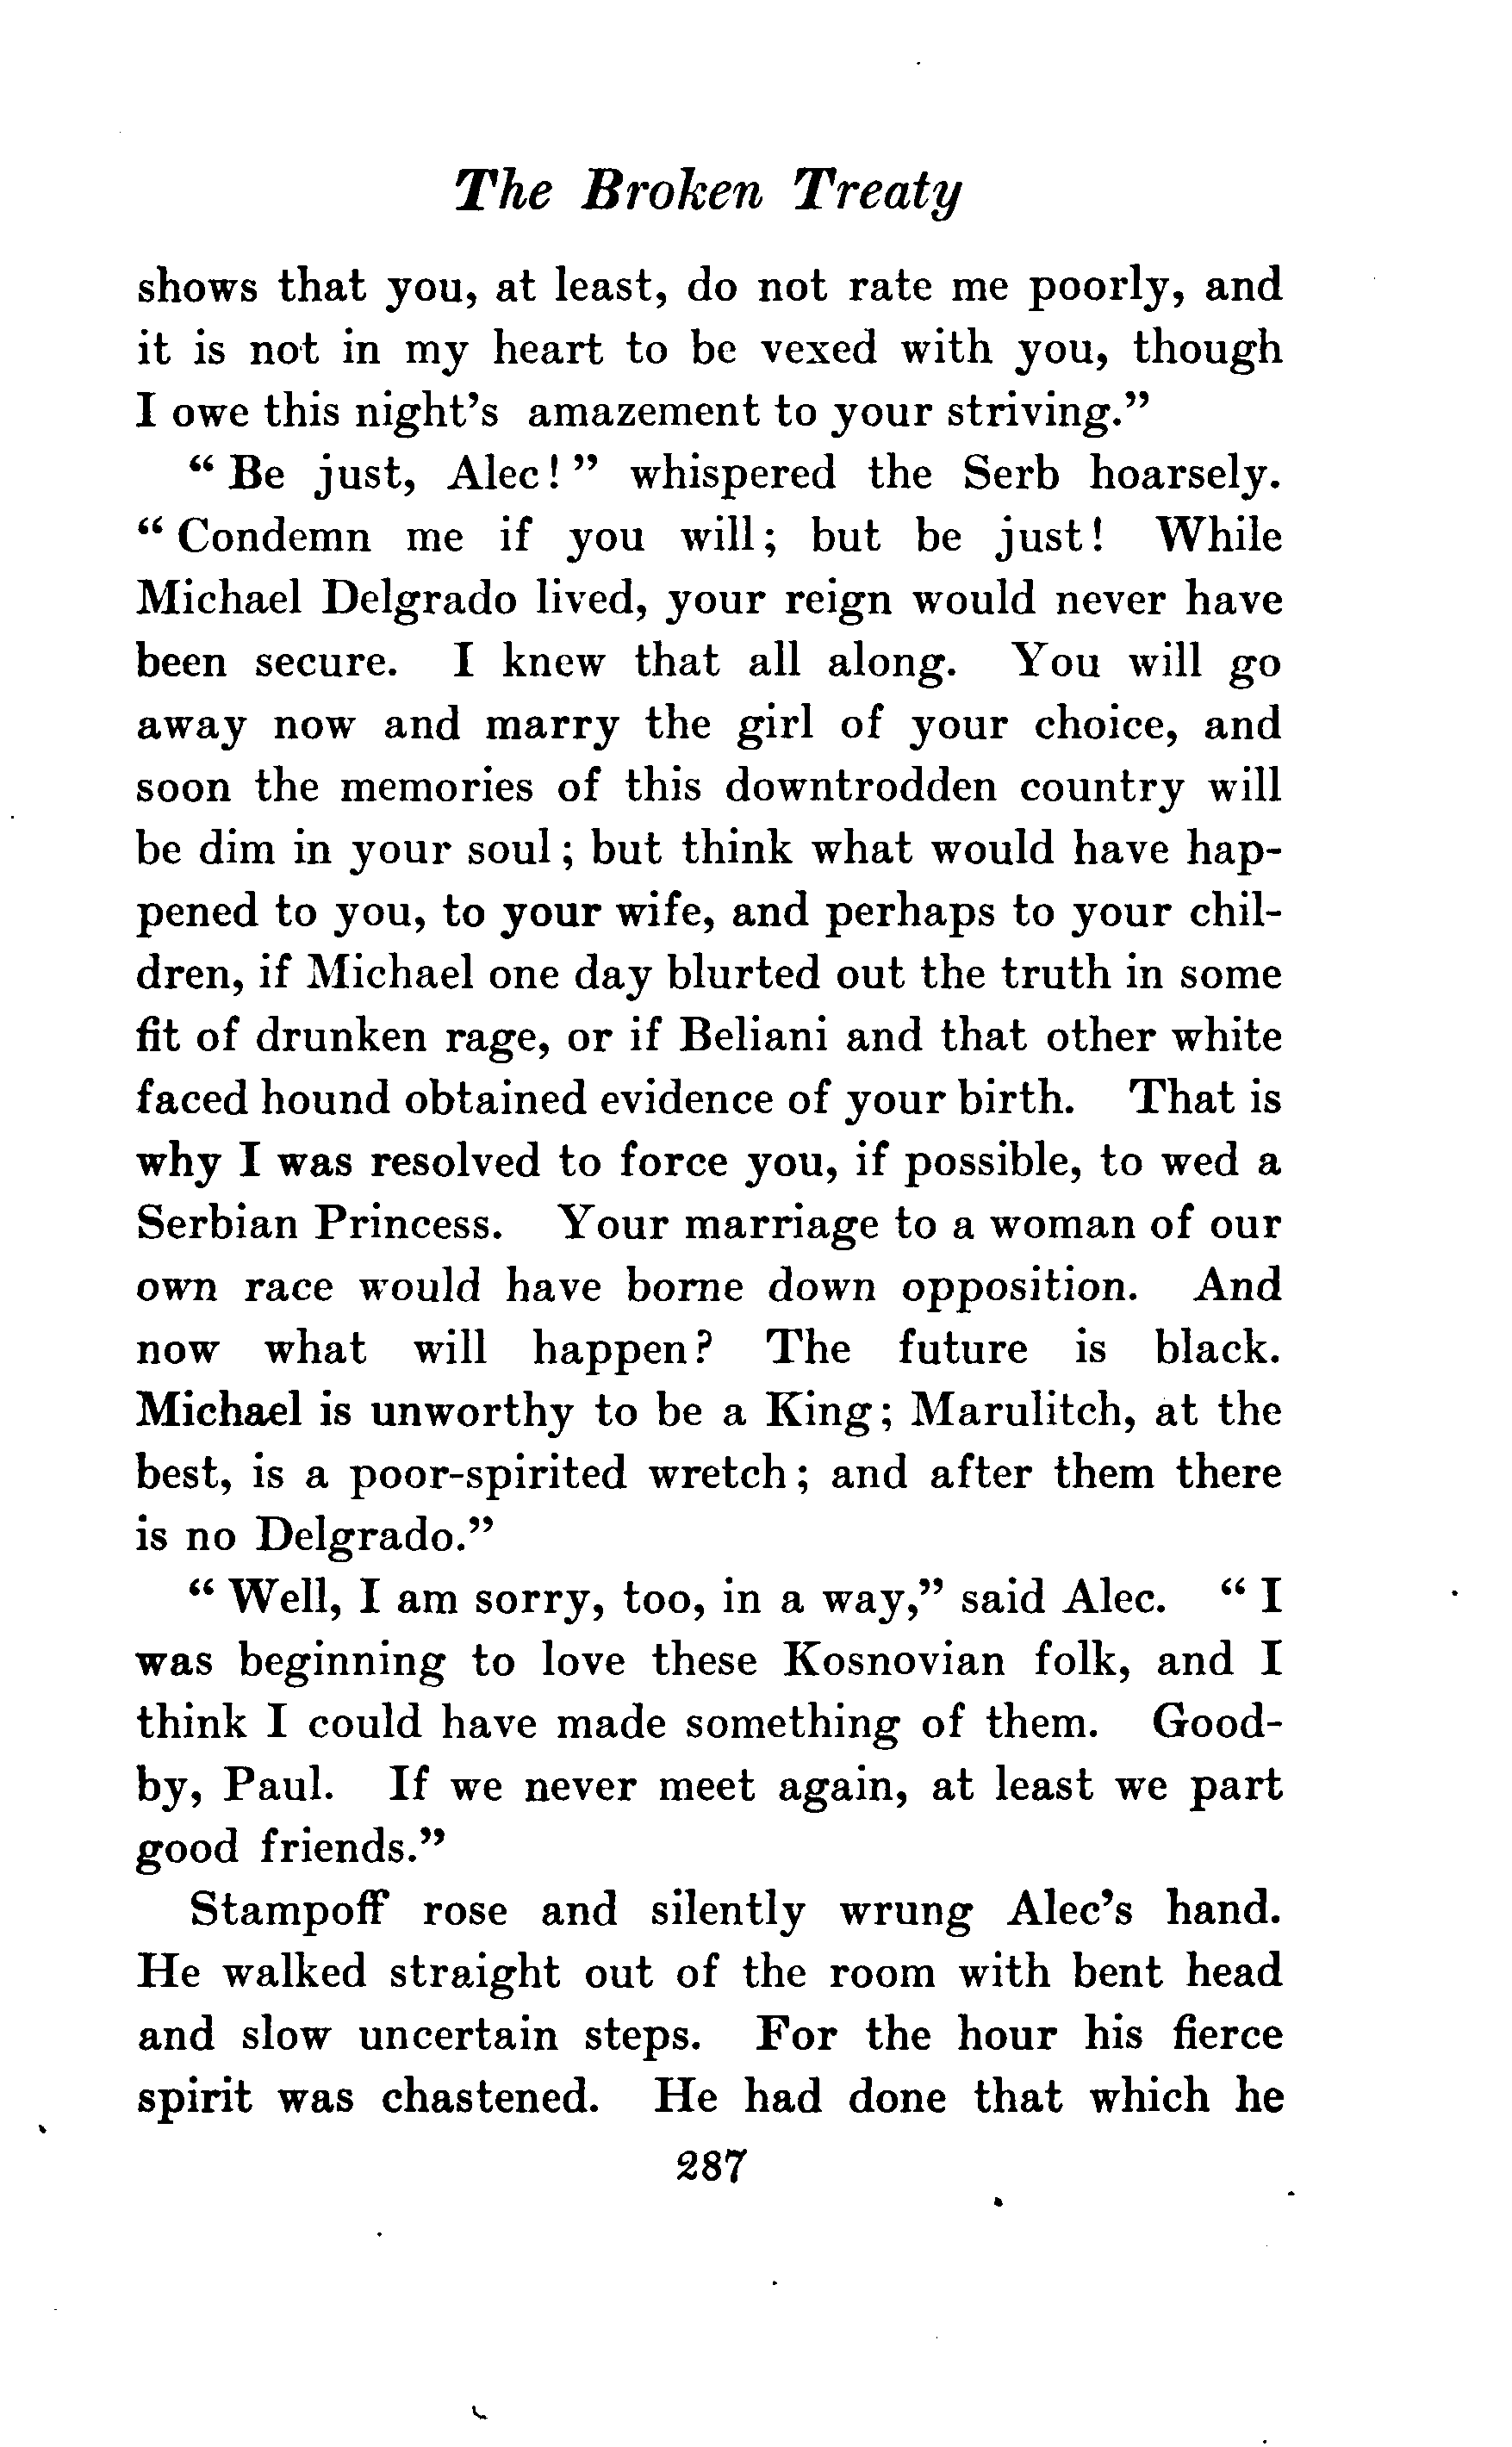 The Broken Treaty
shows that you, at least, do not rate me poorly, and
it is not in my heart to be vexed with you, though
I owe this night's amazement to your striving."
"Be just, Alec!" whispered the Serb hoarsely.
"Condemn me if you will; but be just! While
Michael Delgrado lived, your reign would never have
been secure. I knew that all along. You will go
away now and marry the girl of your choice, and
soon the memories of this downtrodden country will
be dim in your soul; but think what would have hap-
pened to you, to your wife, and perhaps to your chil-
dren, if Michael one day blurted out the truth in some
fit of drunken rage, or if Beliani and that other white
faced hound obtained evidence of your birth. That is
why I was resolved to force you, if possible, to wed a
Serbian Princess. Your marriage to a woman of our
own race would have borne down opposition. And
now what will happen? The future is black.
Michael is unworthy to be a King; Marulitch, at the
best, is a poor-spirited wretch; and after them there
is no Delgrado."
"Well, I am sorry, too, in a way," said Alec. "I
was beginning to love these Kosnovian folk, and I
think I could have made something of them. Good-
by, Paul. If we never meet again, at least we part
good friends."
Stampoff rose and silently wrung Alec's hand.
He walked straight out of the room with bent head
and slow uncertain steps. For the hour his fierce
spirit was chastened. He had done that which he
287